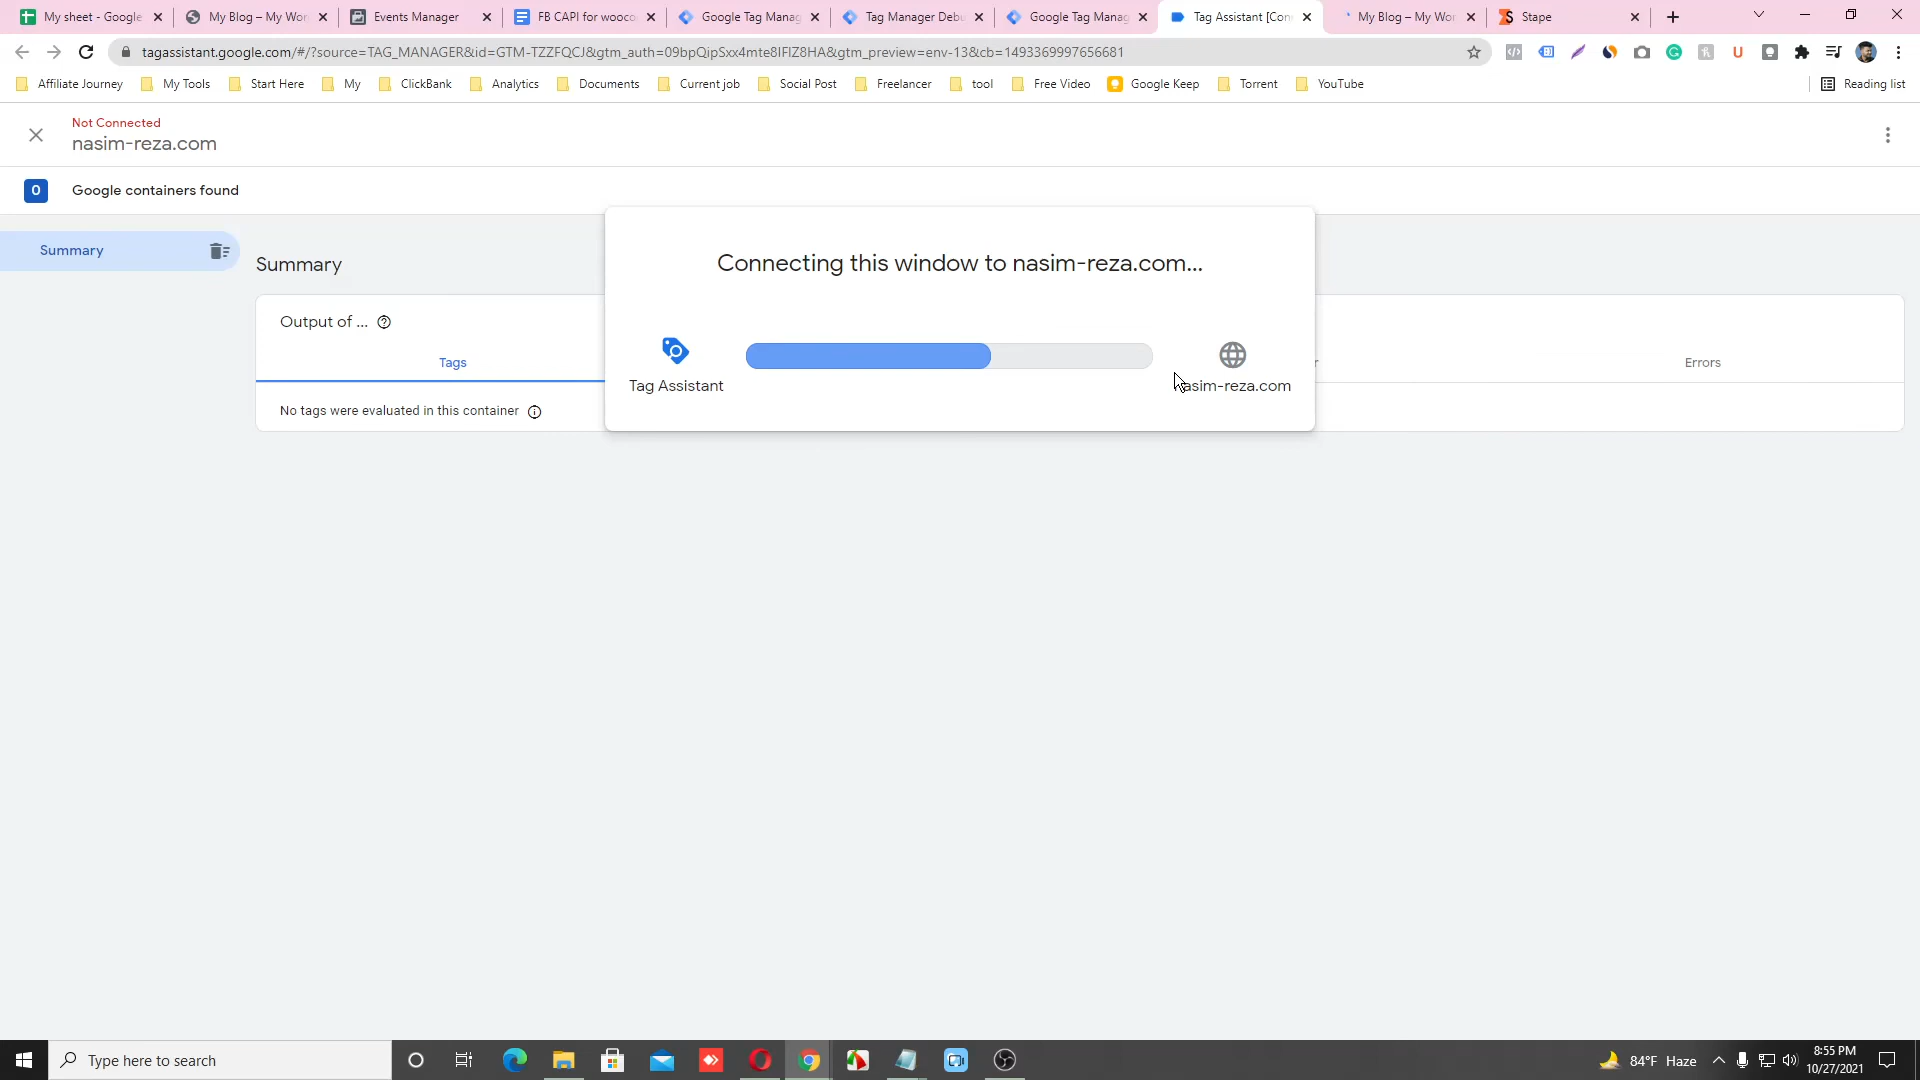 My sheet - Google
My Blog – My Wor
Events Manager
FB CAPI for wooco
Google Tag Manag
Tag Manager Debu
Google Tag Manag
Tag Assistant [Con
My Blog – My Wor
Stape
tagassistant.google.com/#/?source=TAG_MANAGER&id=GTM-TZZFQCJ&gtm_auth=09bpQipSxx4mte8IFlZ8HA&gtm_preview=env-13&cb=1493369997656681
Affiliate Journey
My Tools
Start Here
My
ClickBank
Analytics
Documents
Current job
Social Post
Freelancer
tool
Free Video
Google Keep
Torrent
YouTube
Reading list
Not Connected
nasim-reza.com
0
Google containers found
Summary
Summary
Output of ...
Tags
Errors
No tags were evaluated in this container
Connecting this window to nasim-reza.com...
Tag Assistant
nasim-reza.com
Type here to search
84°F Haze
8:55 PM
10/27/2021